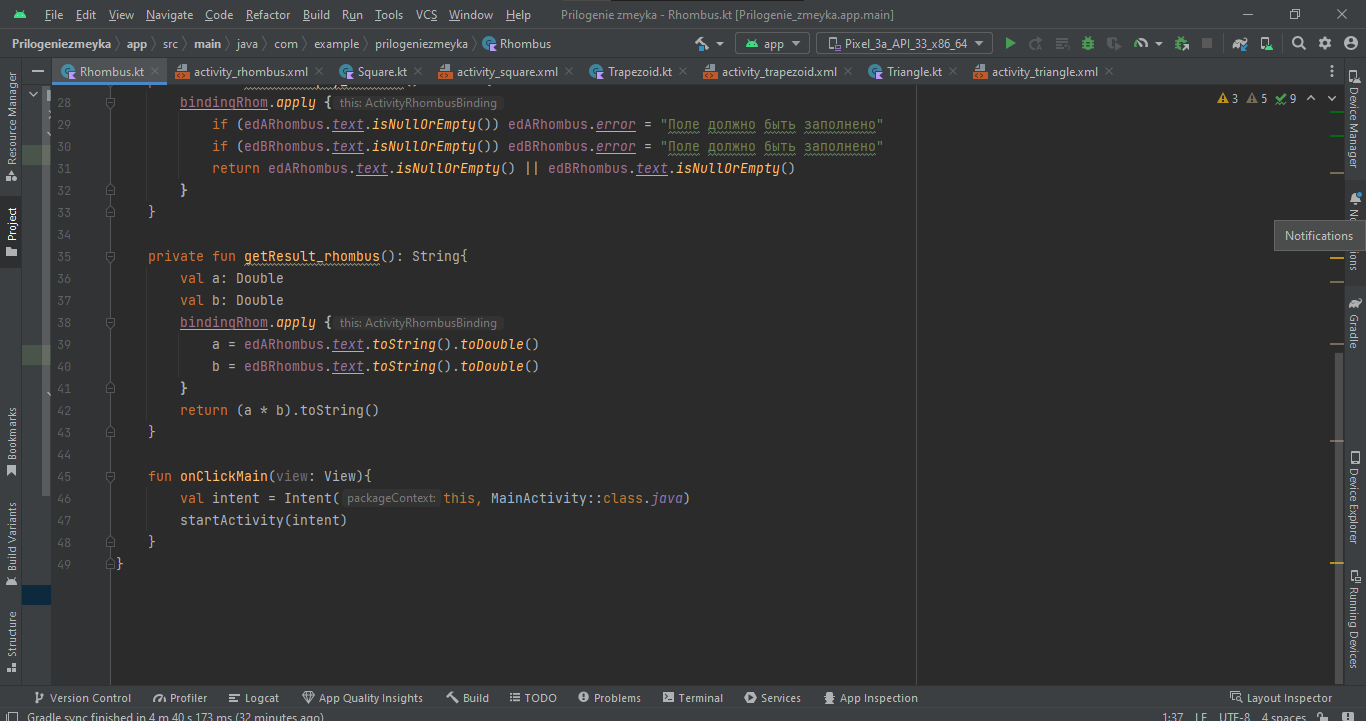 File Edit View Navigate Code Refactor Build Run Tools VCS Window Help Prilogenie zmeyka - Rhombus.kt [Prilogenie_zmeyka.app.main]
Prilogeniezmeyka app src main java com example prilogeniezmeyka Rhombus app Pixel_3a_API_33_x86_64
Rhombus.kt activity_rhombus.xml Square.kt activity_square.xml Trapezoid.kt activity_trapezoid.xml Triangle.kt activity_triangle.xml
3 5 9
28 bindingRhom.apply { this: ActivityRhombusBinding
29 if (edARhombus.text.isNullOrEmpty()) edARhombus.error = "Поле должно быть заполнено"
30 if (edBRhombus.text.isNullOrEmpty()) edBRhombus.error = "Поле должно быть заполнено"
31 return edARhombus.text.isNullOrEmpty() || edBRhombus.text.isNullOrEmpty()
32 }
33 }
34
35 private fun getResult_rhombus(): String{
36 val a: Double
37 val b: Double
38 bindingRhom.apply { this: ActivityRhombusBinding
39 a = edARhombus.text.toString().toDouble()
40 b = edBRhombus.text.toString().toDouble()
41 }
42 return (a * b).toString()
43 }
44
45 fun onClickMain(view: View){
46 val intent = Intent( packageContext: this, MainActivity::class.java)
47 startActivity(intent)
48 }
49 }
Resource Manager
Project
Bookmarks
Build Variants
Structure
Device Manager
Notifications
Gradle
Device Explorer
Running Devices
Version Control Profiler Logcat App Quality Insights Build TODO Problems Terminal Services App Inspection Layout Inspector
Gradle sync finished in 4 m 40 s 173 ms (32 minutes ago) 1:37 LF UTF-8 4 spaces